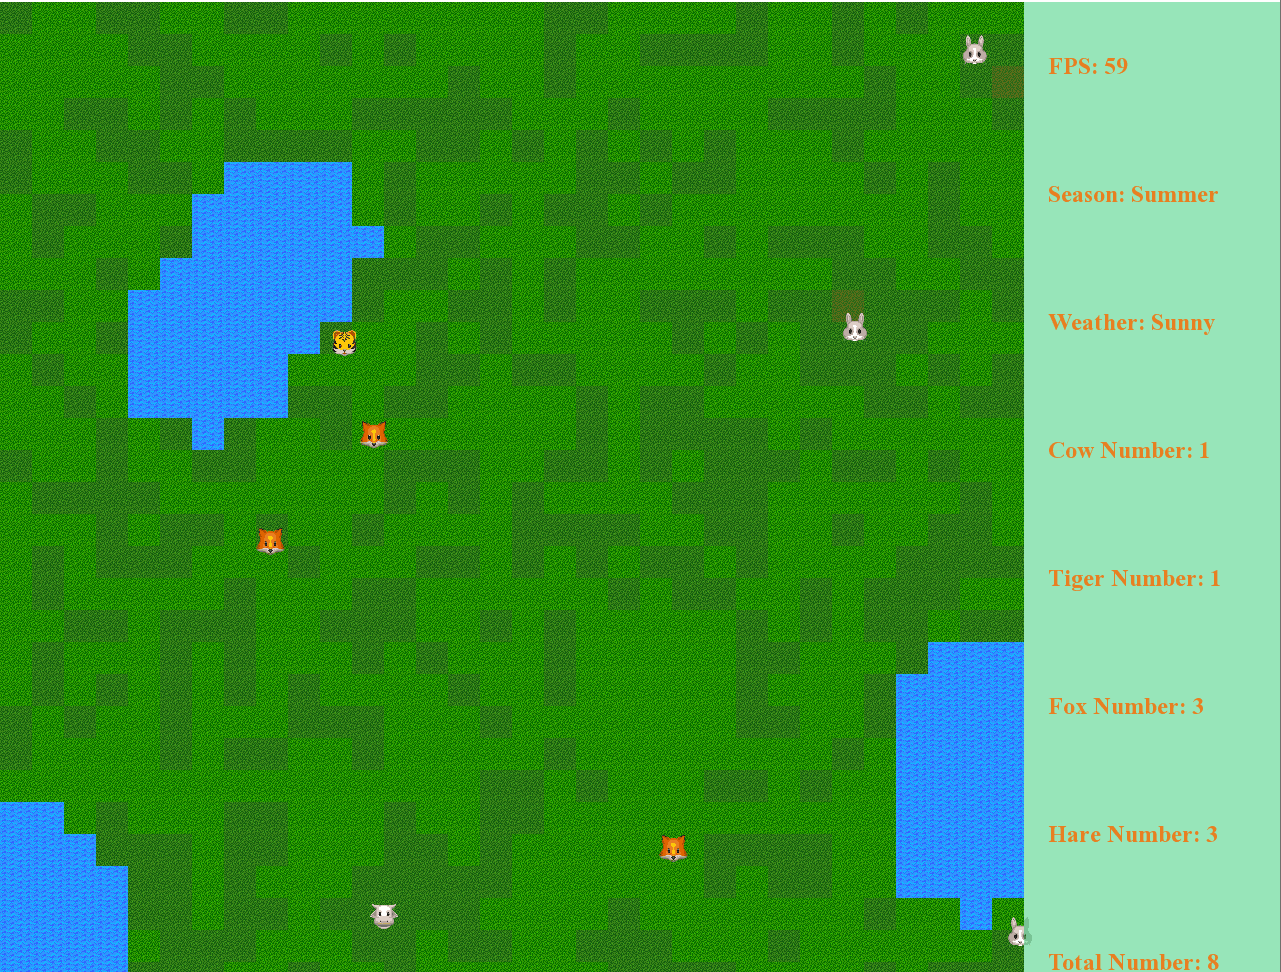 FPS: 59
Season: Summer
Weather: Sunny
Cow Number: 1
Tiger Number: 1
Fox Number: 3
Hare Number: 3
Total Number: 8